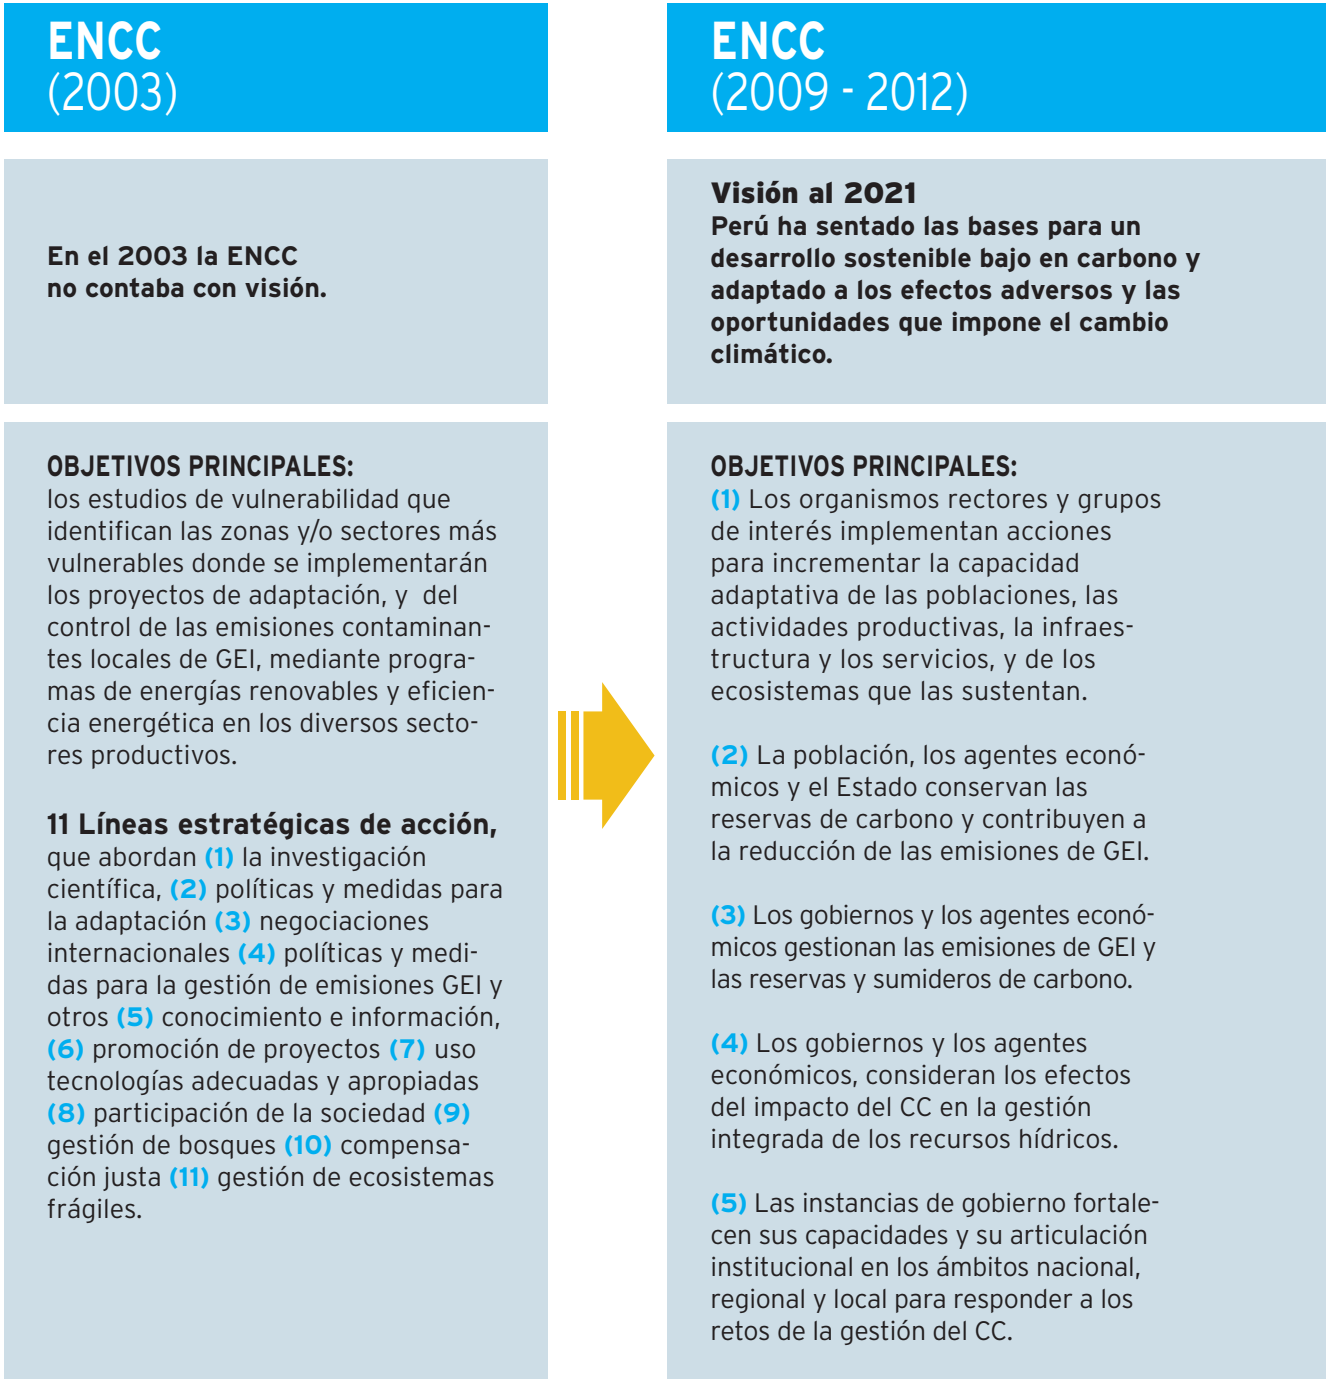 ENCC
(2003)
En el 2003 la ENCC
no contaba con visión.
OBJETIVOS PRINCIPALES:
los estudios de vulnerabilidad que
identifican las zonas y/o sectores más
vulnerables donde se implementarán
los proyectos de adaptación, y  del
control de las emisiones contaminan-
tes locales de GEI, mediante progra-
mas de energías renovables y eficien-
cia energética en los diversos secto-
res productivos.
11 Líneas estratégicas de acción,
que abordan (1) la investigación
científica, (2) políticas y medidas para
la adaptación (3) negociaciones
internacionales (4) políticas y medi-
das para la gestión de emisiones GEI y
otros (5) conocimiento e información,
(6) promoción de proyectos (7) uso
tecnologías adecuadas y apropiadas
(8) participación de la sociedad (9)
gestión de bosques (10) compensa-
ción justa (11) gestión de ecosistemas
frágiles.
ENCC
(2009 - 2012)
Visión al 2021
Perú ha sentado las bases para un
desarrollo sostenible bajo en carbono y
adaptado a los efectos adversos y las
oportunidades que impone el cambio
climático.
OBJETIVOS PRINCIPALES:
(1) Los organismos rectores y grupos
de interés implementan acciones
para incrementar la capacidad
adaptativa de las poblaciones, las
actividades productivas, la infraes-
tructura y los servicios, y de los
ecosistemas que las sustentan.
(2) La población, los agentes econó-
micos y el Estado conservan las
reservas de carbono y contribuyen a
la reducción de las emisiones de GEI.
(3) Los gobiernos y los agentes econó-
micos gestionan las emisiones de GEI y
las reservas y sumideros de carbono.
(4) Los gobiernos y los agentes
económicos, consideran los efectos
del impacto del CC en la gestión
integrada de los recursos hídricos.
(5) Las instancias de gobierno fortale-
cen sus capacidades y su articulación
institucional en los ámbitos nacional,
regional y local para responder a los
retos de la gestión del CC.